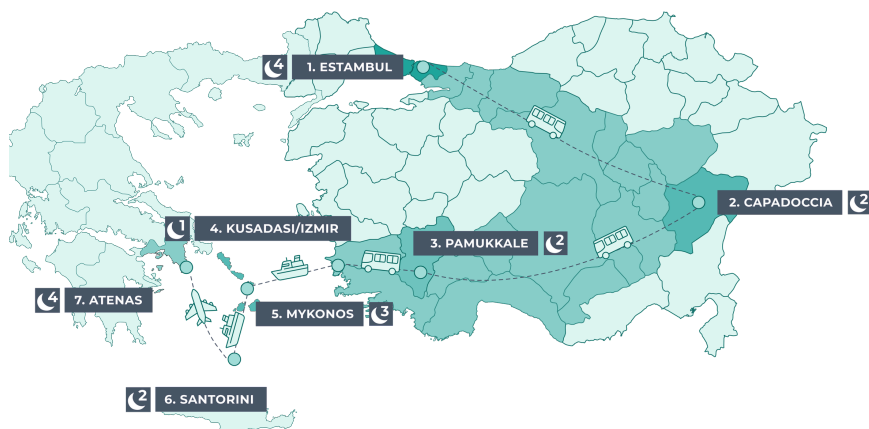 4 1. ESTAMBUL
2. CAPADOCCIA 2
1 4. KUSADASI/IZMIR
3. PAMUKKALE 2
4 7. ATENAS
5. MYKONOS 3
2 6. SANTORINI